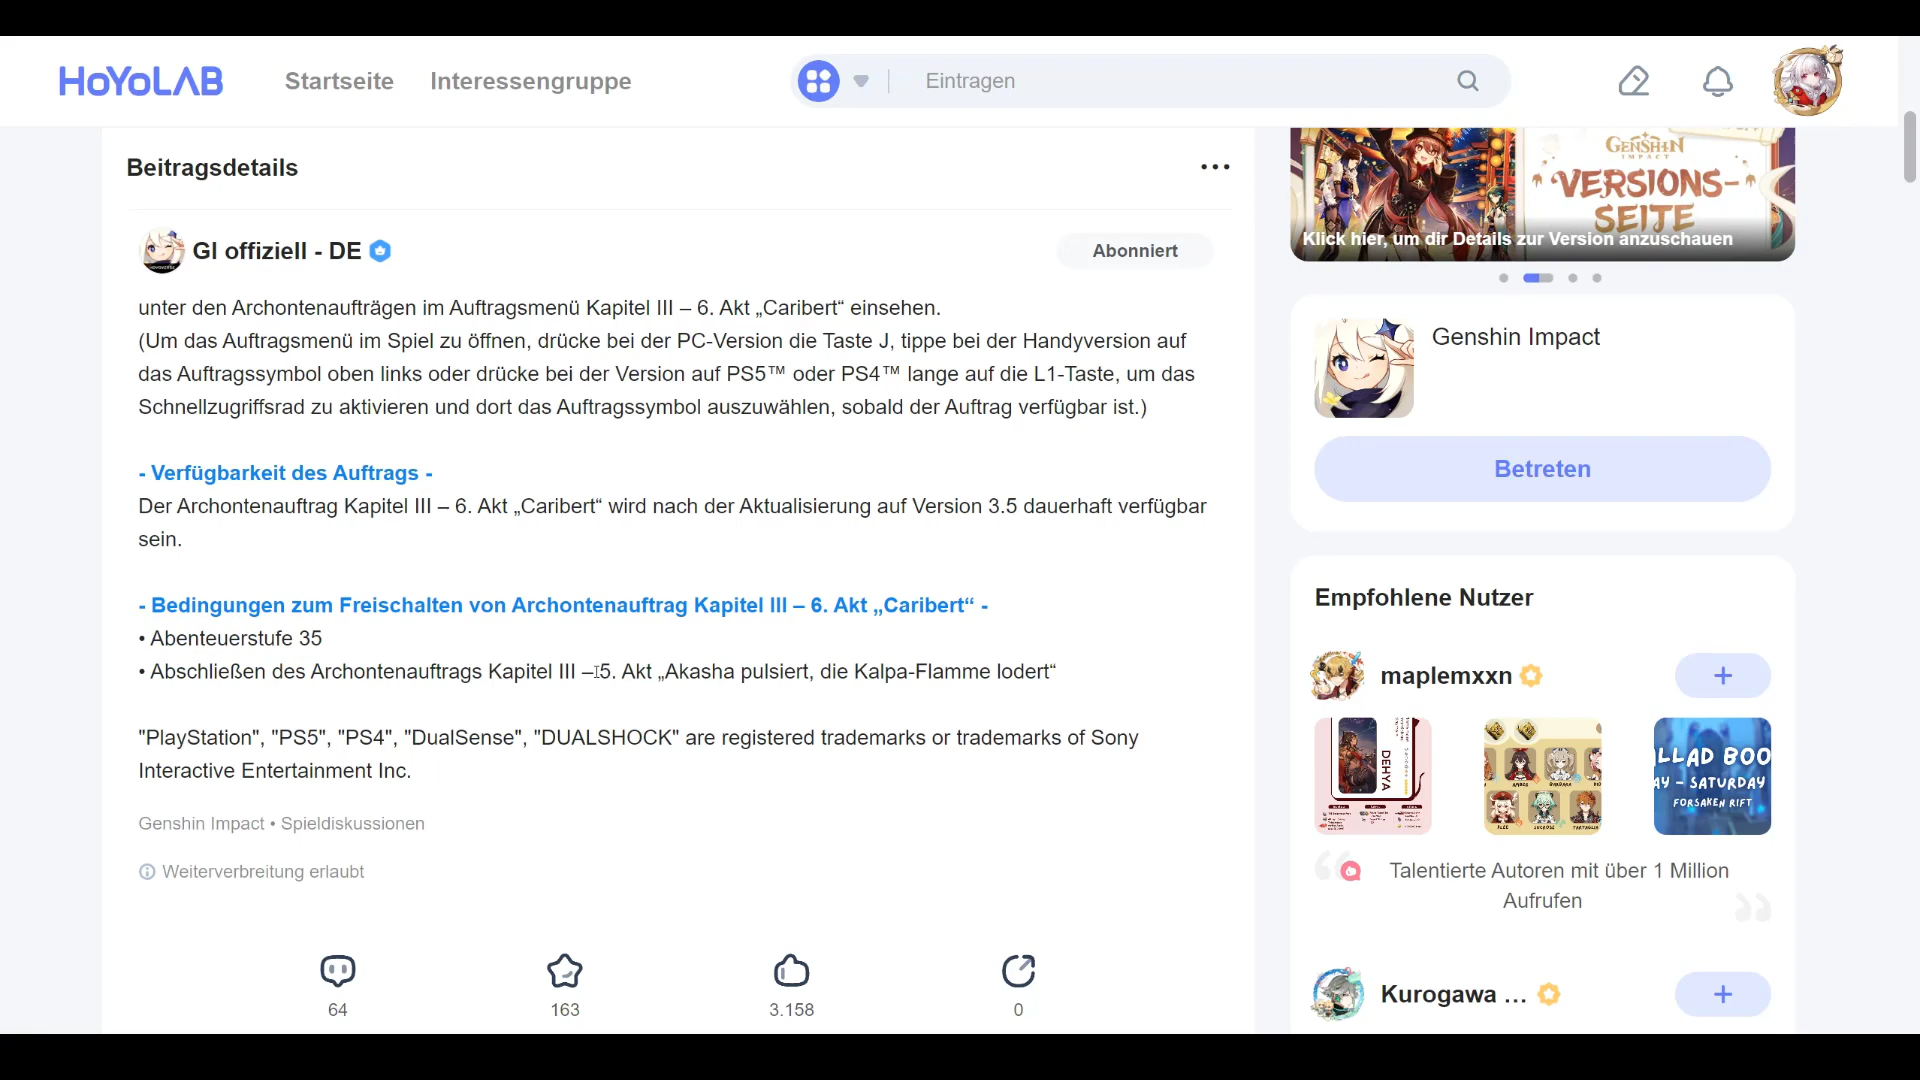 HoYoLAB
Startseite
Interessengruppe
Eintragen
Beitragsdetails
GI offiziell - DE
Abonniert
unter den Archontenaufträgen im Auftragsmenü Kapitel III – 6. Akt „Caribert“ einsehen.
(Um das Auftragsmenü im Spiel zu öffnen, drücke bei der PC-Version die Taste J, tippe bei der Handyversion auf
das Auftragssymbol oben links oder drücke bei der Version auf PS5™ oder PS4™ lange auf die L1-Taste, um das
Schnellzugriffsrad zu aktivieren und dort das Auftragssymbol auszuwählen, sobald der Auftrag verfügbar ist.)
- Verfügbarkeit des Auftrags -
Der Archontenauftrag Kapitel III – 6. Akt „Caribert“ wird nach der Aktualisierung auf Version 3.5 dauerhaft verfügbar
sein.
- Bedingungen zum Freischalten von Archontenauftrag Kapitel III – 6. Akt „Caribert“ -
• Abenteuerstufe 35
• Abschließen des Archontenauftrags Kapitel III – 5. Akt „Akasha pulsiert, die Kalpa-Flamme lodert“
"PlayStation", "PS5", "PS4", "DualSense", "DUALSHOCK" are registered trademarks or trademarks of Sony
Interactive Entertainment Inc.
Genshin Impact • Spieldiskussionen
Weiterverbreitung erlaubt
64
163
3.158
0
GENSHIN
IMPACT
VERSIONS-
SEITE
Klick hier, um dir Details zur Version anzuschauen
Genshin Impact
Betreten
Empfohlene Nutzer
maplemxxn
+
DEHYA
LLAD BOO
AY – SATURDAY
FORSAKEN RIFT
Talentierte Autoren mit über 1 Million
Aufrufen
Kurogawa ...
+